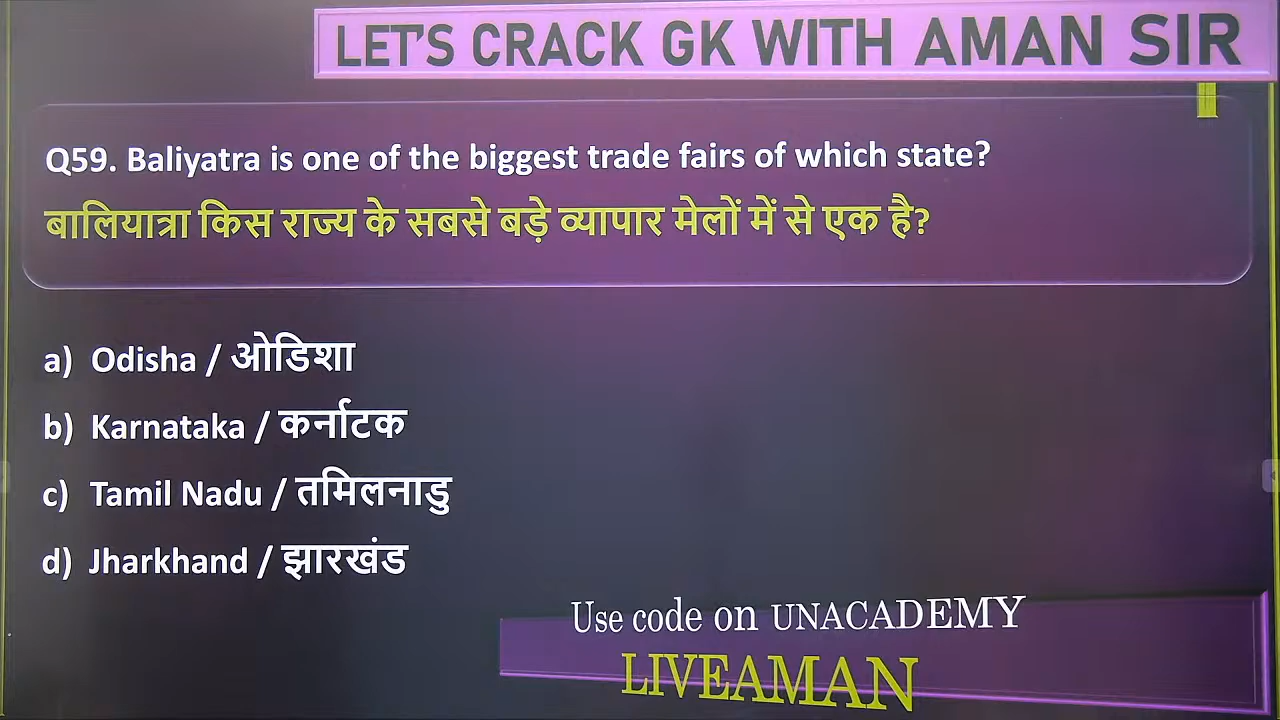 LET'S CRACK GK WITH AMAN SIR
Q59. Baliyatra is one of the biggest trade fairs of which state?
बालियात्रा किस राज्य के सबसे बड़े व्यापार मेलों में से एक है?
a) Odisha / ओडिशा
b) Karnataka / कर्नाटक
c) Tamil Nadu / तमिलनाडु
d) Jharkhand / झारखंड
Use code on UNACADEMY
LIVEAMAN